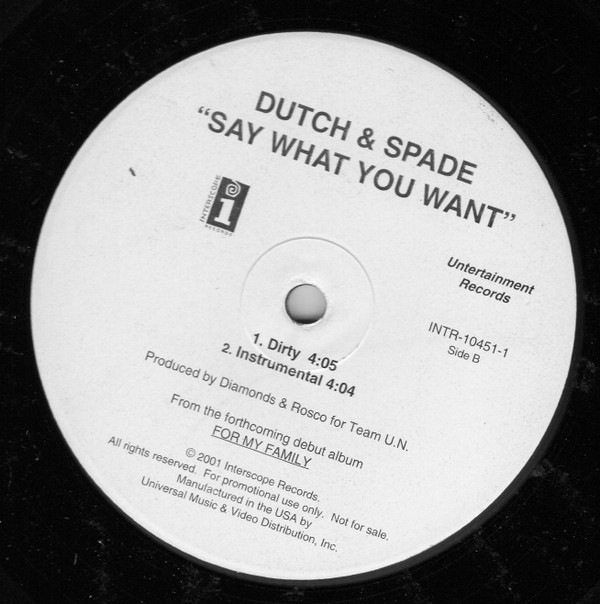 DUTCH & SPADE
“SAY WHAT YOU WANT”
INTERSCOPE
i
RECORDS
Untertainment
Records
INTR-10451-1
Side B
1. Dirty 4:05
2. Instrumental 4:04
Produced by Diamonds & Rosco for Team U.N.
From the forthcoming debut album
FOR MY FAMILY
© 2001 Interscope Records.
All rights reserved. For promotional use only. Not for sale.
Manufactured in the USA by
Universal Music & Video Distribution, Inc.